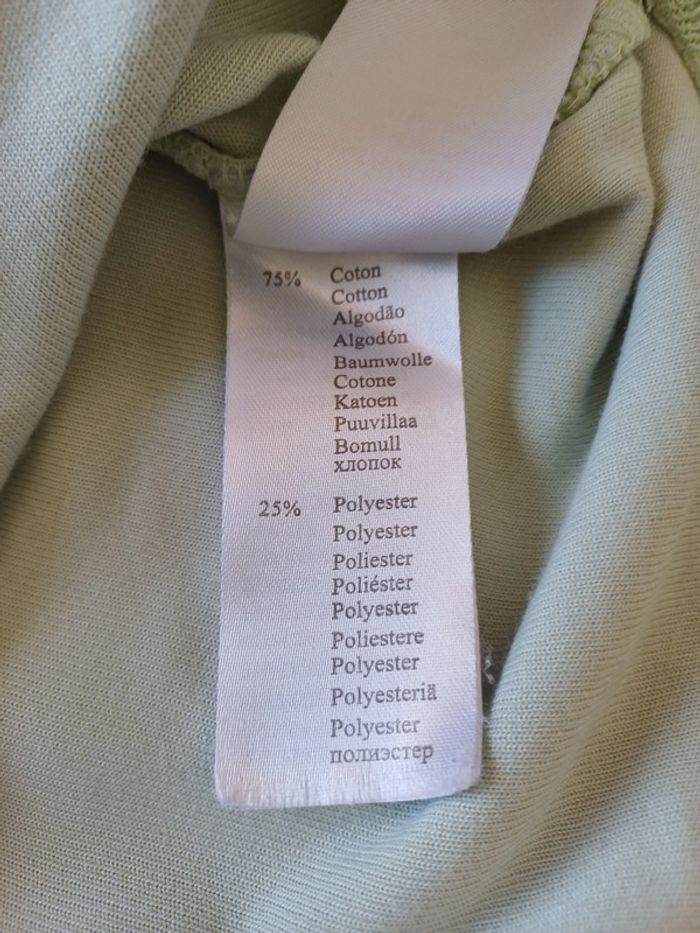 75% Coton
Cotton
Algodão
Algodón
Baumwolle
Cotone
Katoen
Puuvillaa
Bomull
хлопок
25% Polyester
Polyester
Poliester
Poliéster
Polyester
Poliestere
Polyester
Polyesteriä
Polyester
полиэстер